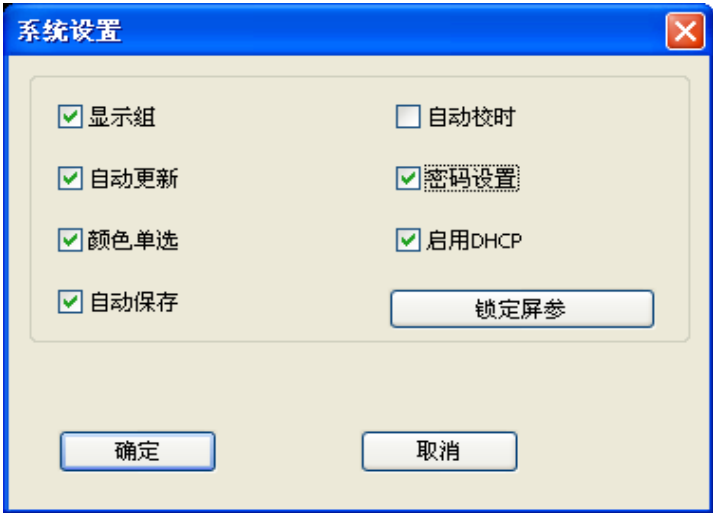 系统设置
显示组
自动校时
自动更新
密码设置
颜色单选
启用DHCP
自动保存
锁定屏参
确定
取消